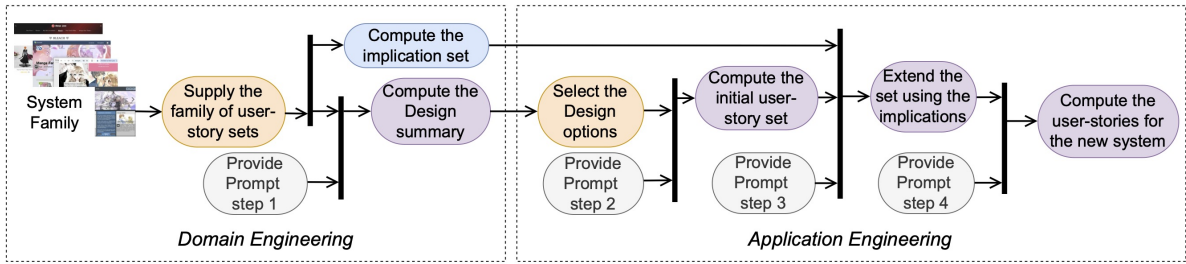 System
Family
Supply the
family of user-
story sets
Provide
Prompt
step 1
Compute the
implication set
Compute the
Design
summary
Domain Engineering
Select the
Design
options
Provide
Prompt
step 2
Compute the
initial user-
story set
Provide
Prompt
step 3
Extend the
set using the
implications
Provide
Prompt
step 4
Compute the
user-stories for
the new system
Application Engineering